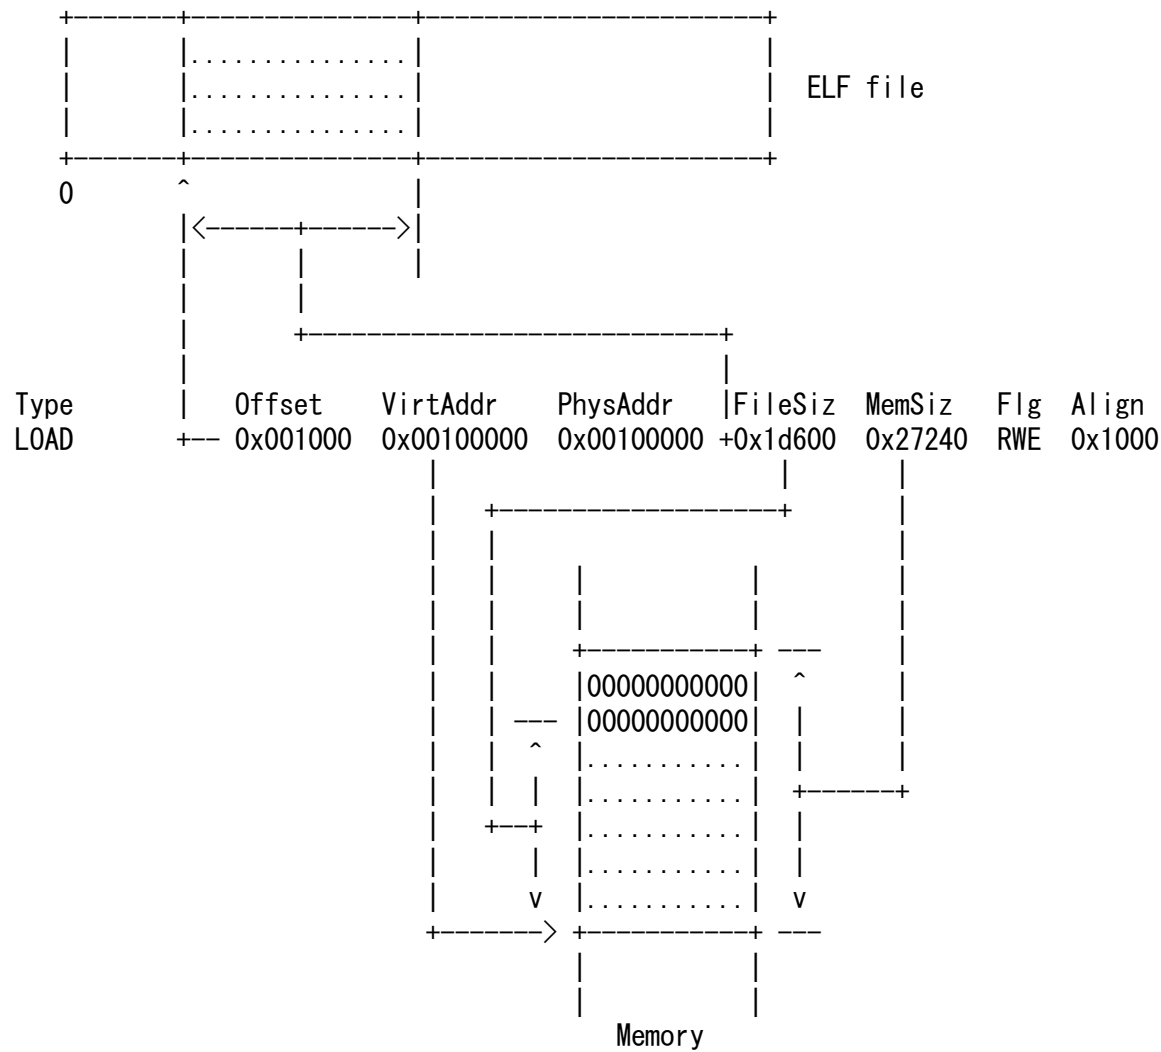 ELF file
0
Type Offset VirtAddr PhysAddr FileSiz MemSiz Flg Align
LOAD 0x001000 0x00100000 0x00100000 0x1d600 0x27240 RWE 0x1000
00000000000
00000000000
Memory